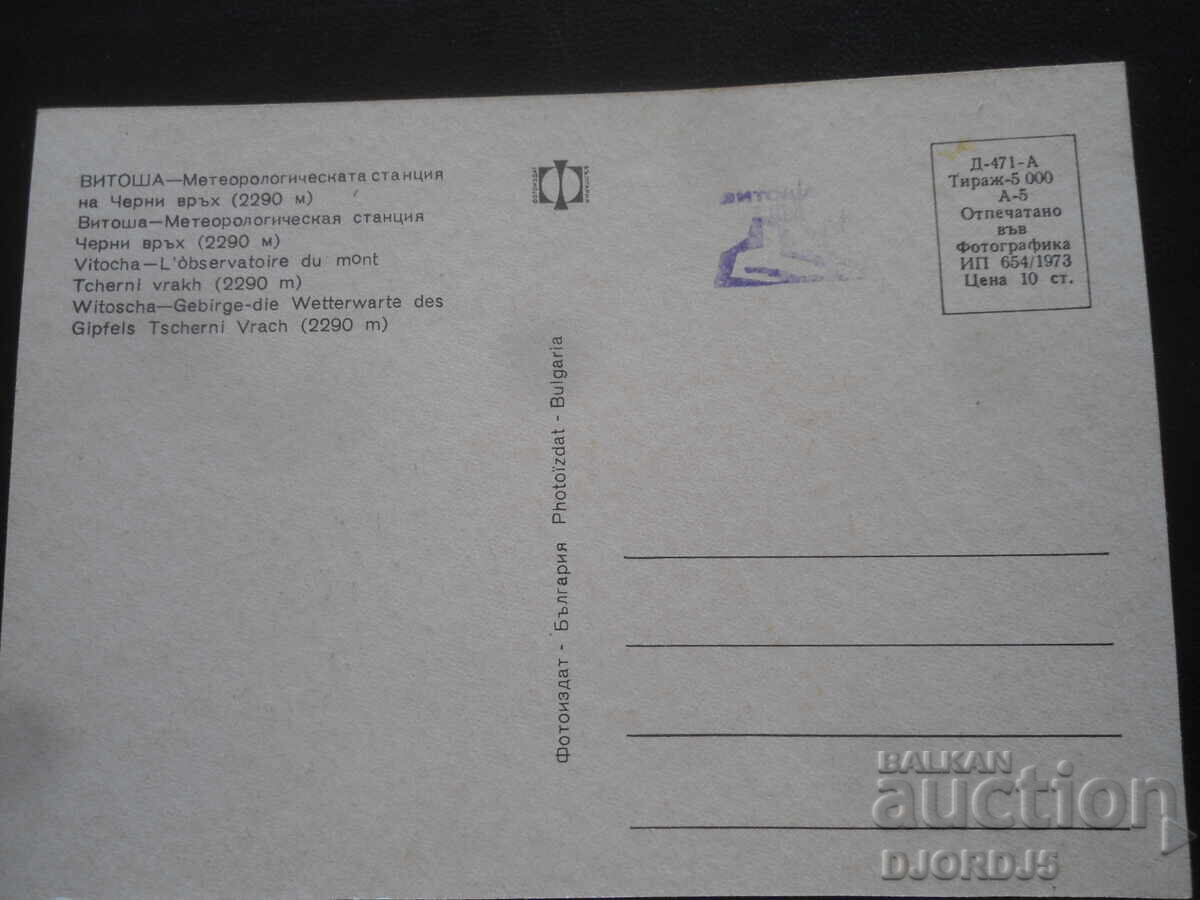 ВИТОША—Метеорологическата станция
на Черни връх (2290 м)
Витоша—Метеорологическая станция
Черни връх (2290 м)
Vitocha—L'òbservatoire du mont
Tcherni vrakh (2290 m)
Witoscha—Gebirge-die Wetterwarte des
Gipfels Tscherni Vrach (2290 m)
Фотоиздат - България Photoïzdat - Bulgaria
Д-471-А
Тираж-5 000
А-5
Отпечатано
във
Фотографика
ИП 654/1973
Цена 10 ст.
BALKAN
auction
DJORDJ5